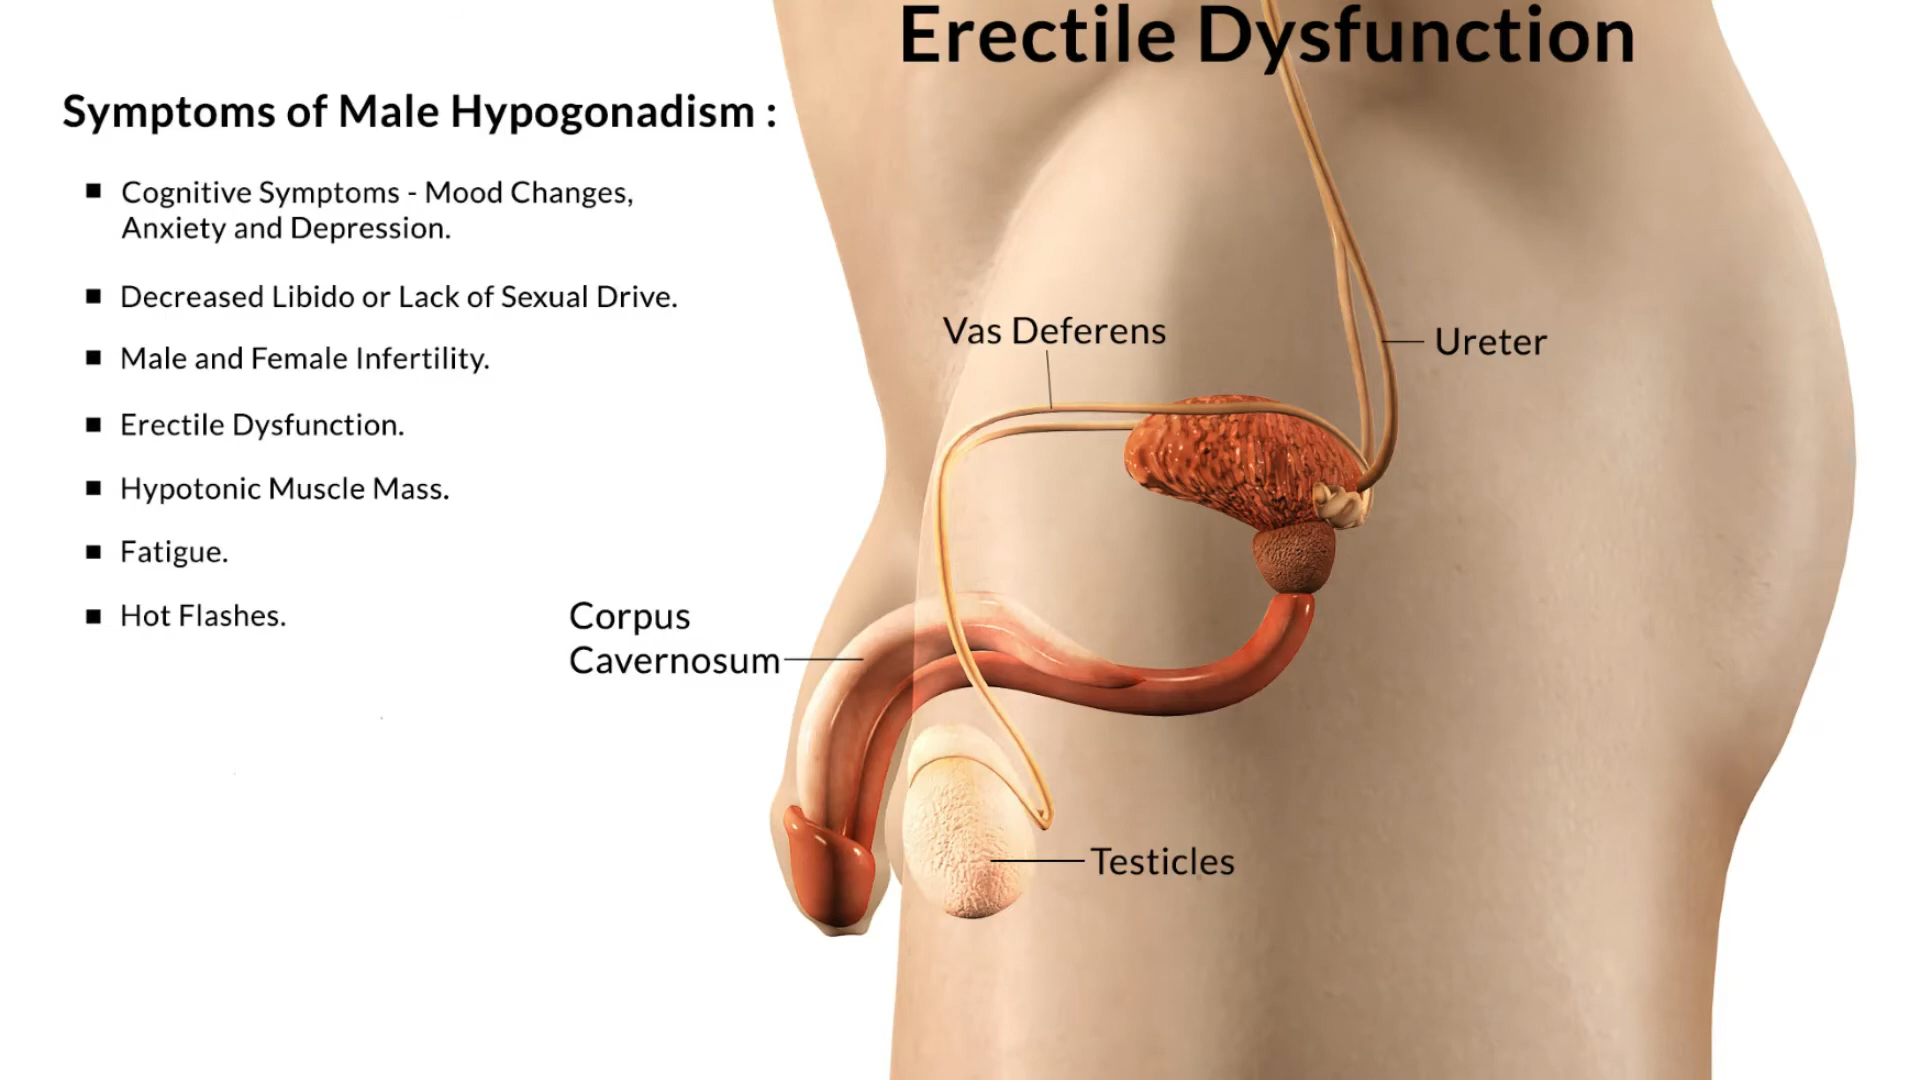 Erectile Dysfunction
Symptoms of Male Hypogonadism :
Cognitive Symptoms - Mood Changes,
Anxiety and Depression.
Decreased Libido or Lack of Sexual Drive.
Male and Female Infertility.
Erectile Dysfunction.
Hypotonic Muscle Mass.
Fatigue.
Hot Flashes.
Vas Deferens
Ureter
Corpus
Cavernosum
Testicles